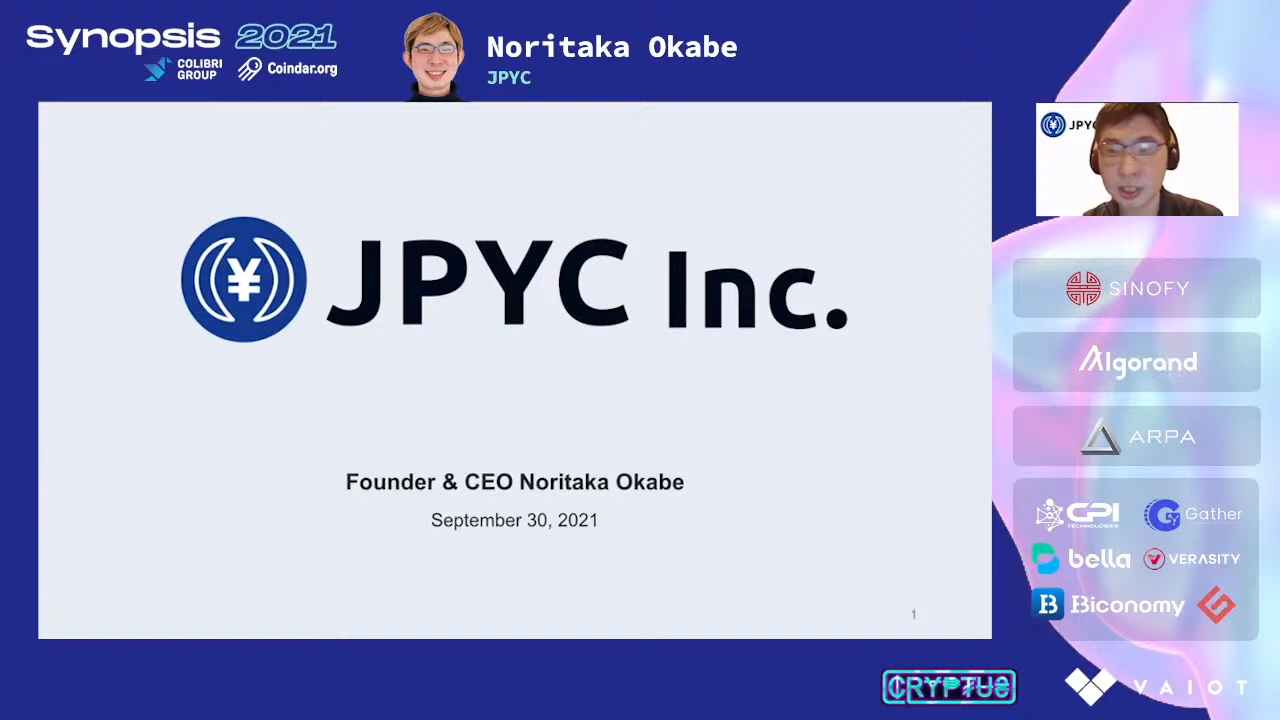 Synopsis 2021
COLIBRI
GROUP
Coindar.org
Noritaka Okabe
JPYC
JPYC Inc.
Founder & CEO Noritaka Okabe
September 30, 2021
1
SINOFY
Algorand
ARPA
CPI
TECHNOLOGIES
Gather
bella
VERASITY
Biconomy
CRYPTUS
VAIOT